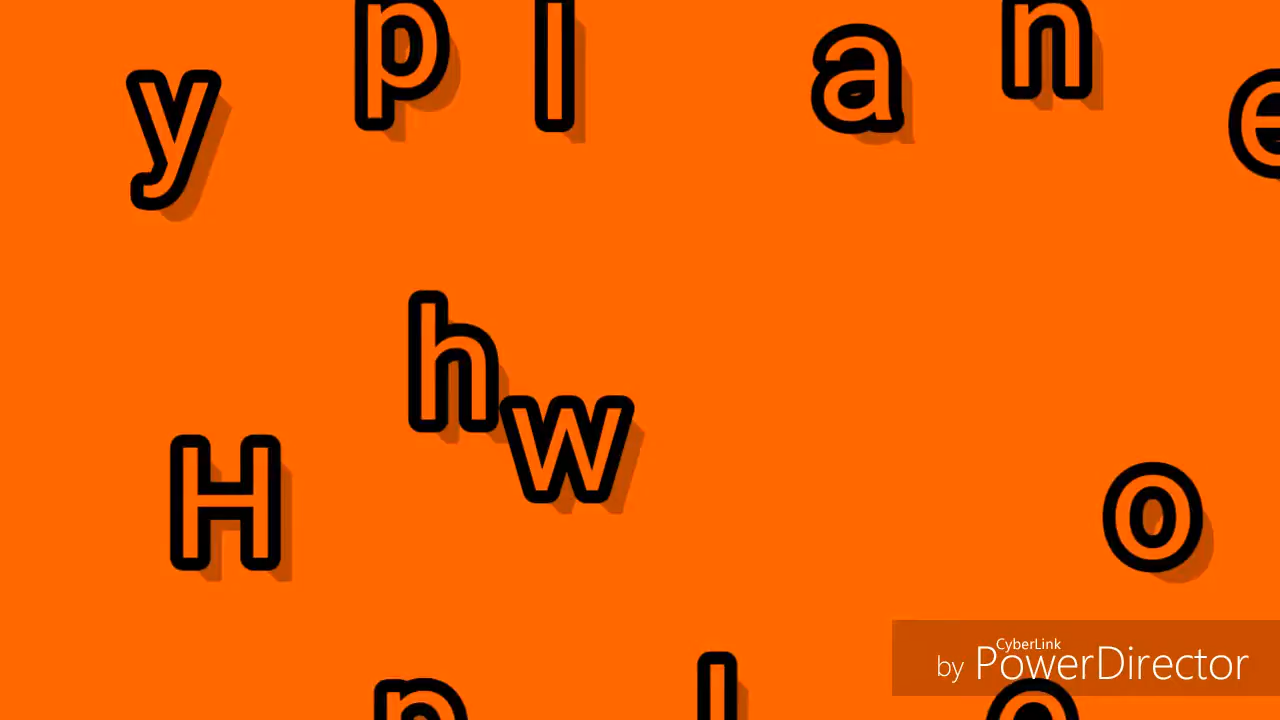 y p l a n e
h w
H o
CyberLink
by PowerDirector
l